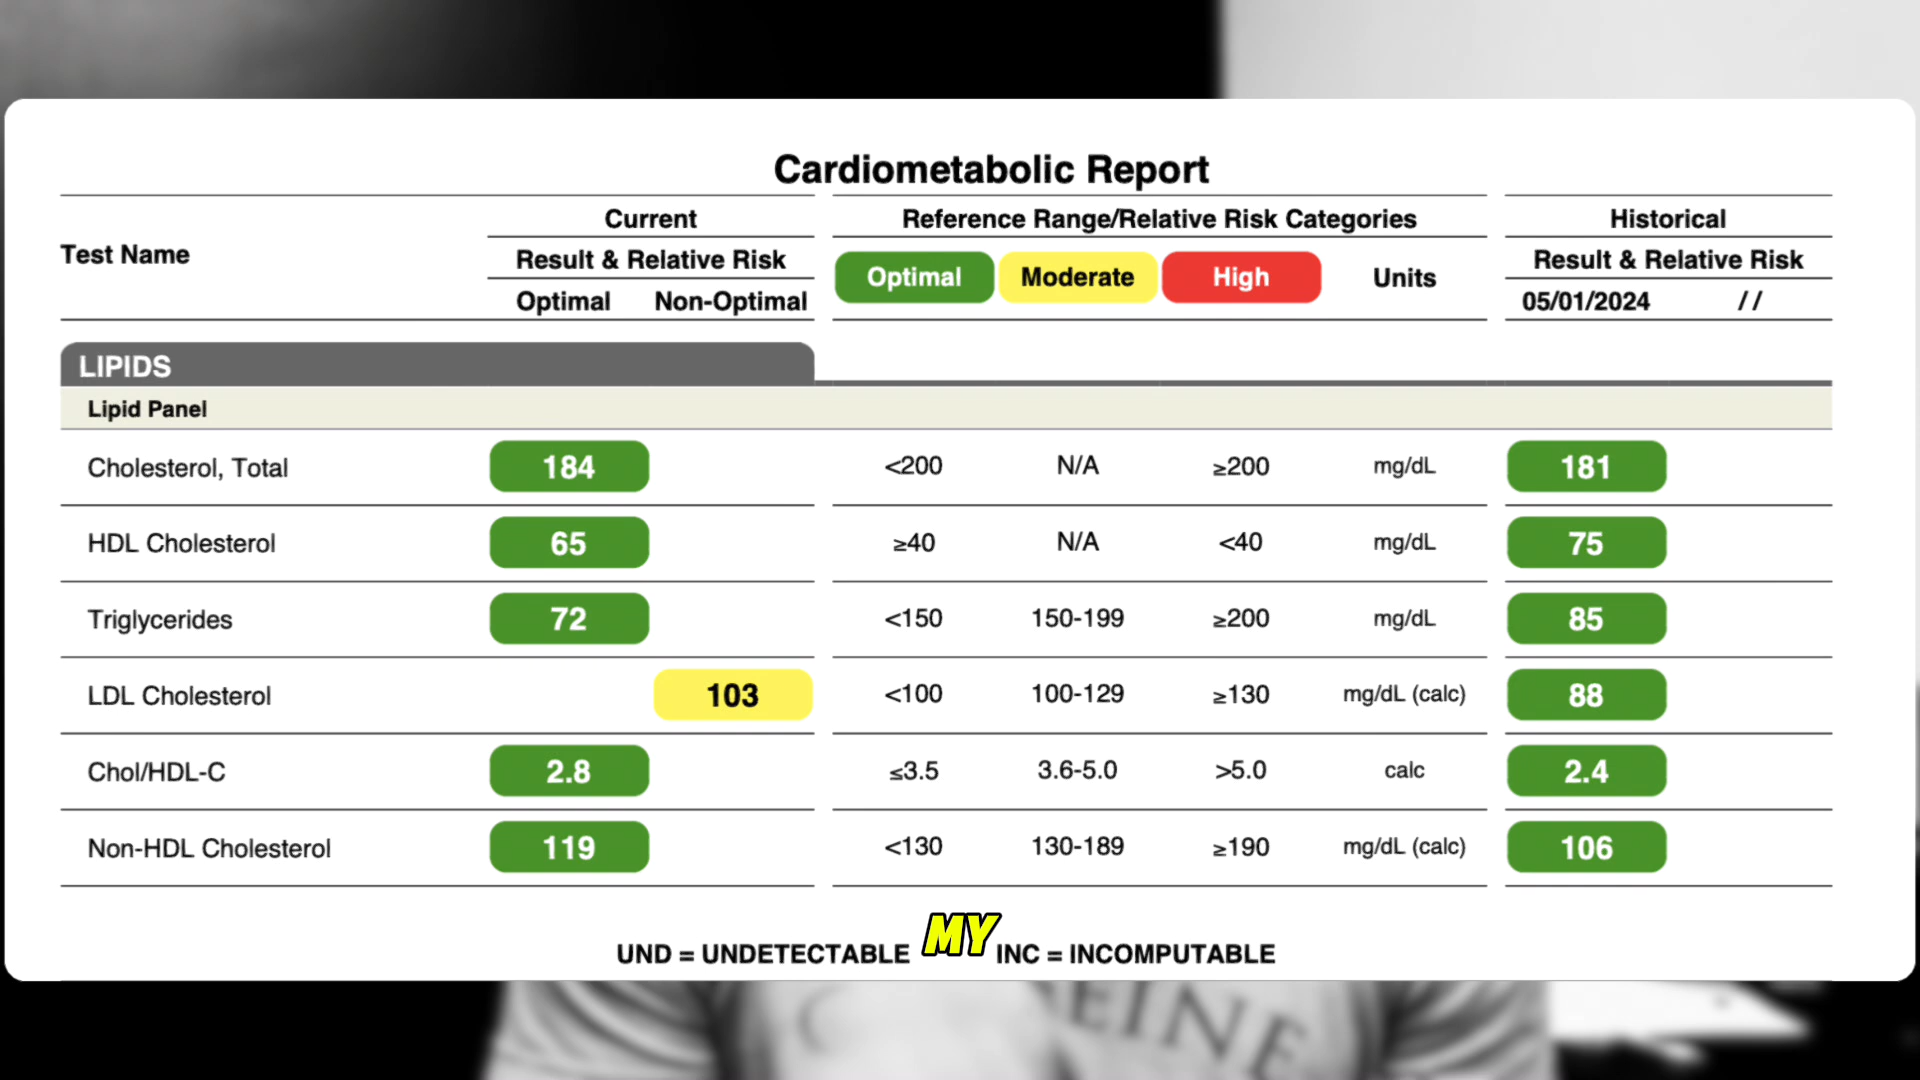 Cardiometabolic Report
Test Name
Current
Result & Relative Risk
Optimal Non-Optimal
Reference Range/Relative Risk Categories
Optimal Moderate High Units
Historical
Result & Relative Risk
05/01/2024 //
LIPIDS
Lipid Panel
Cholesterol, Total 184 <200 N/A ≥200 mg/dL 181
HDL Cholesterol 65 ≥40 N/A <40 mg/dL 75
Triglycerides 72 <150 150-199 ≥200 mg/dL 85
LDL Cholesterol 103 <100 100-129 ≥130 mg/dL (calc) 88
Chol/HDL-C 2.8 ≤3.5 3.6-5.0 >5.0 calc 2.4
Non-HDL Cholesterol 119 <130 130-189 ≥190 mg/dL (calc) 106
MY
UND = UNDETECTABLE INC = INCOMPUTABLE